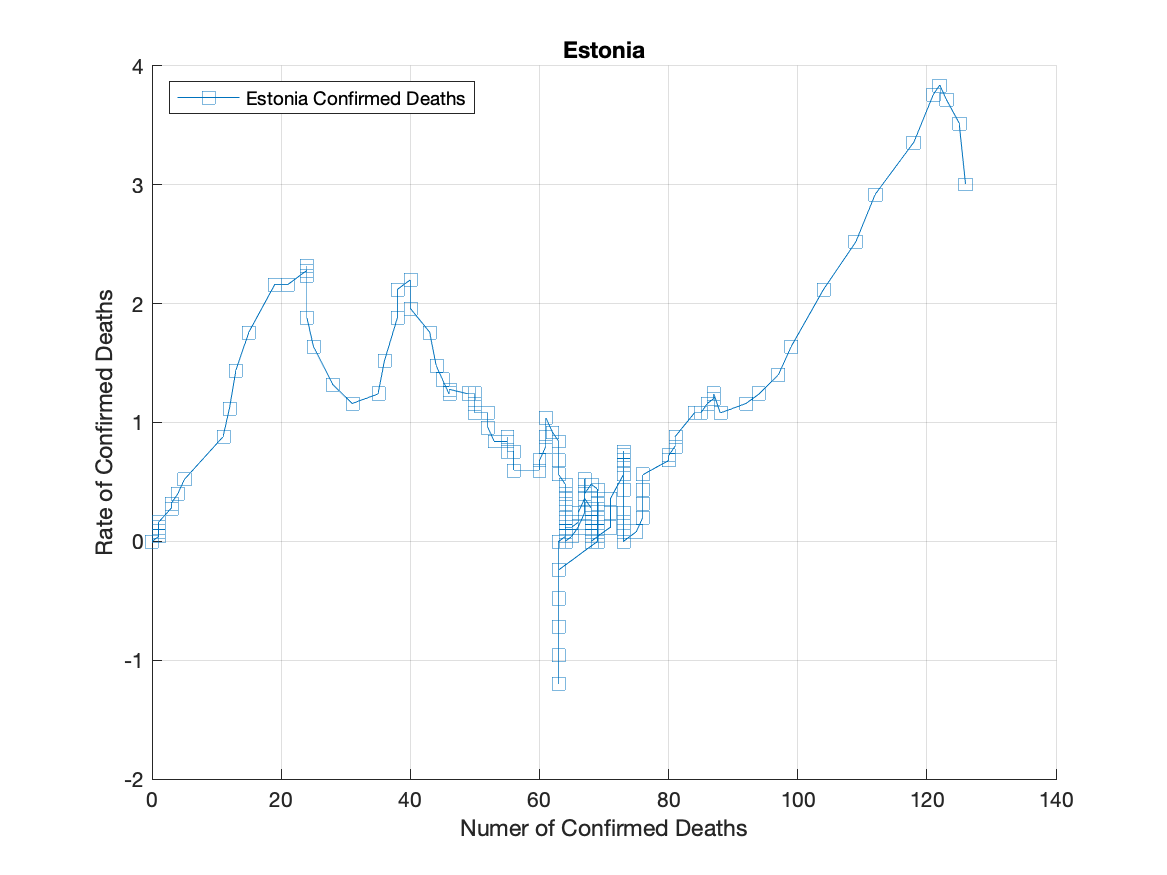 Estonia
Estonia Confirmed Deaths
4
3
2
1
0
-1
-2
Rate of Confirmed Deaths
0 20 40 60 80 100 120 140
Numer of Confirmed Deaths